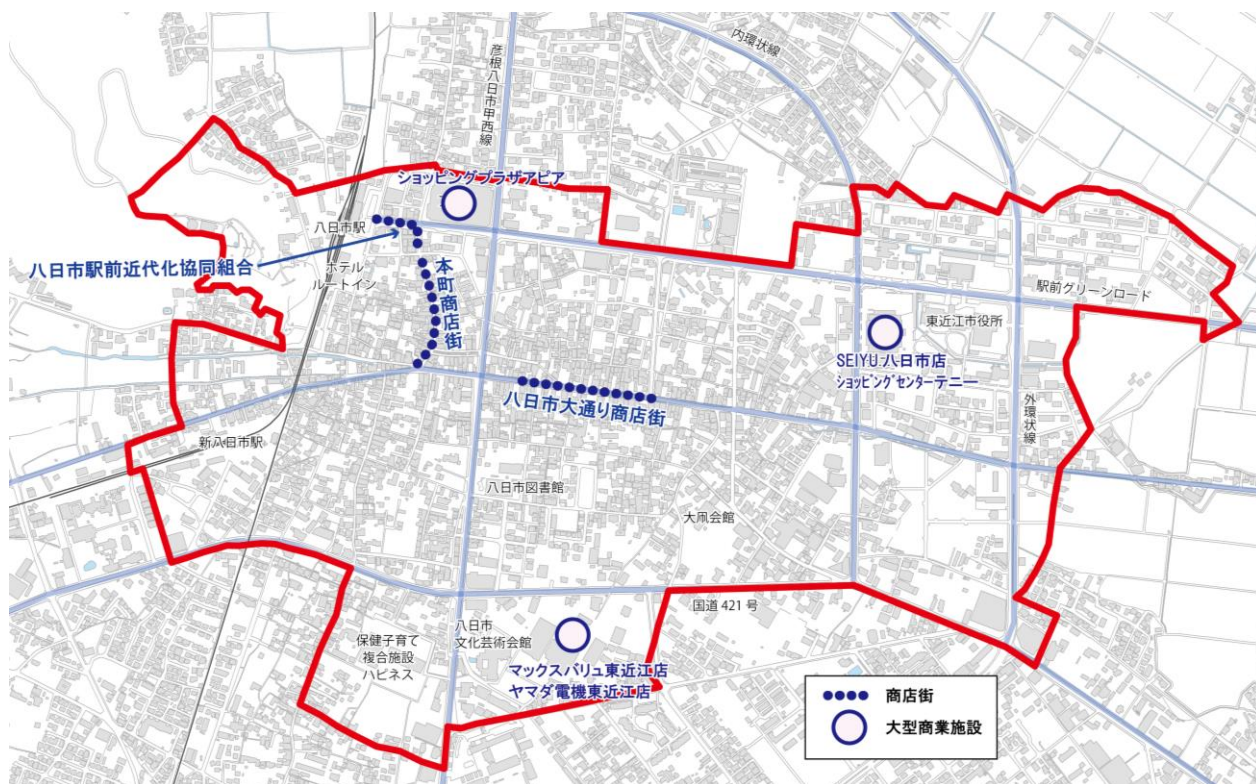 内環状線
彦根八日市甲西線
ショッピングプラザアピア
八日市駅
八日市駅前近代化協同組合
ホテル
ルートイン
本町商店街
駅前グリーンロード
東近江市役所
SEIYU 八日市店
ショッピングセンターテニー
八日市大通り商店街
外環状線
新八日市駅
八日市図書館
大凧会館
国道421号
八日市
文化芸術会館
保健子育て
複合施設
ハピネス
マックスバリュ東近江店
ヤマダ電機東近江店
商店街
大型商業施設